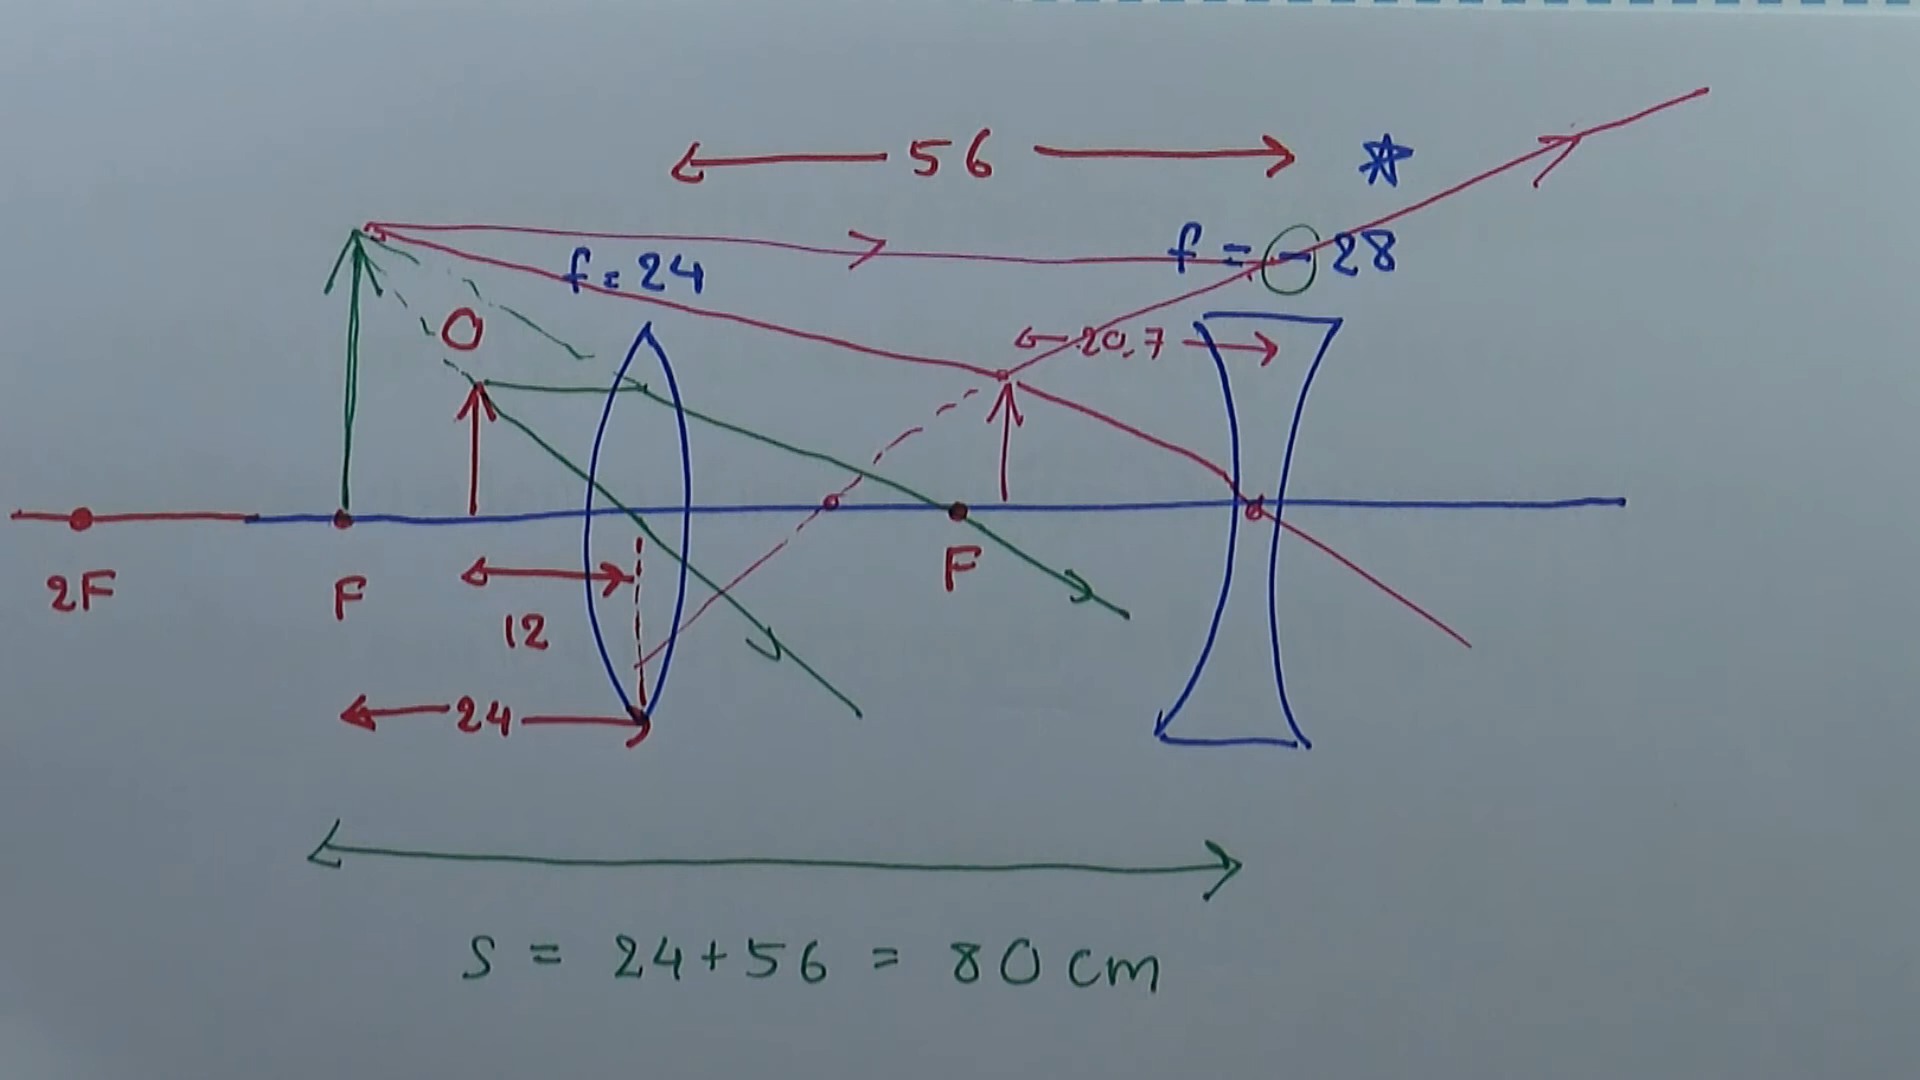 56
f = -28
f = 24
O
20.7
2F
F
12
F
24
S = 24+56 = 80 cm